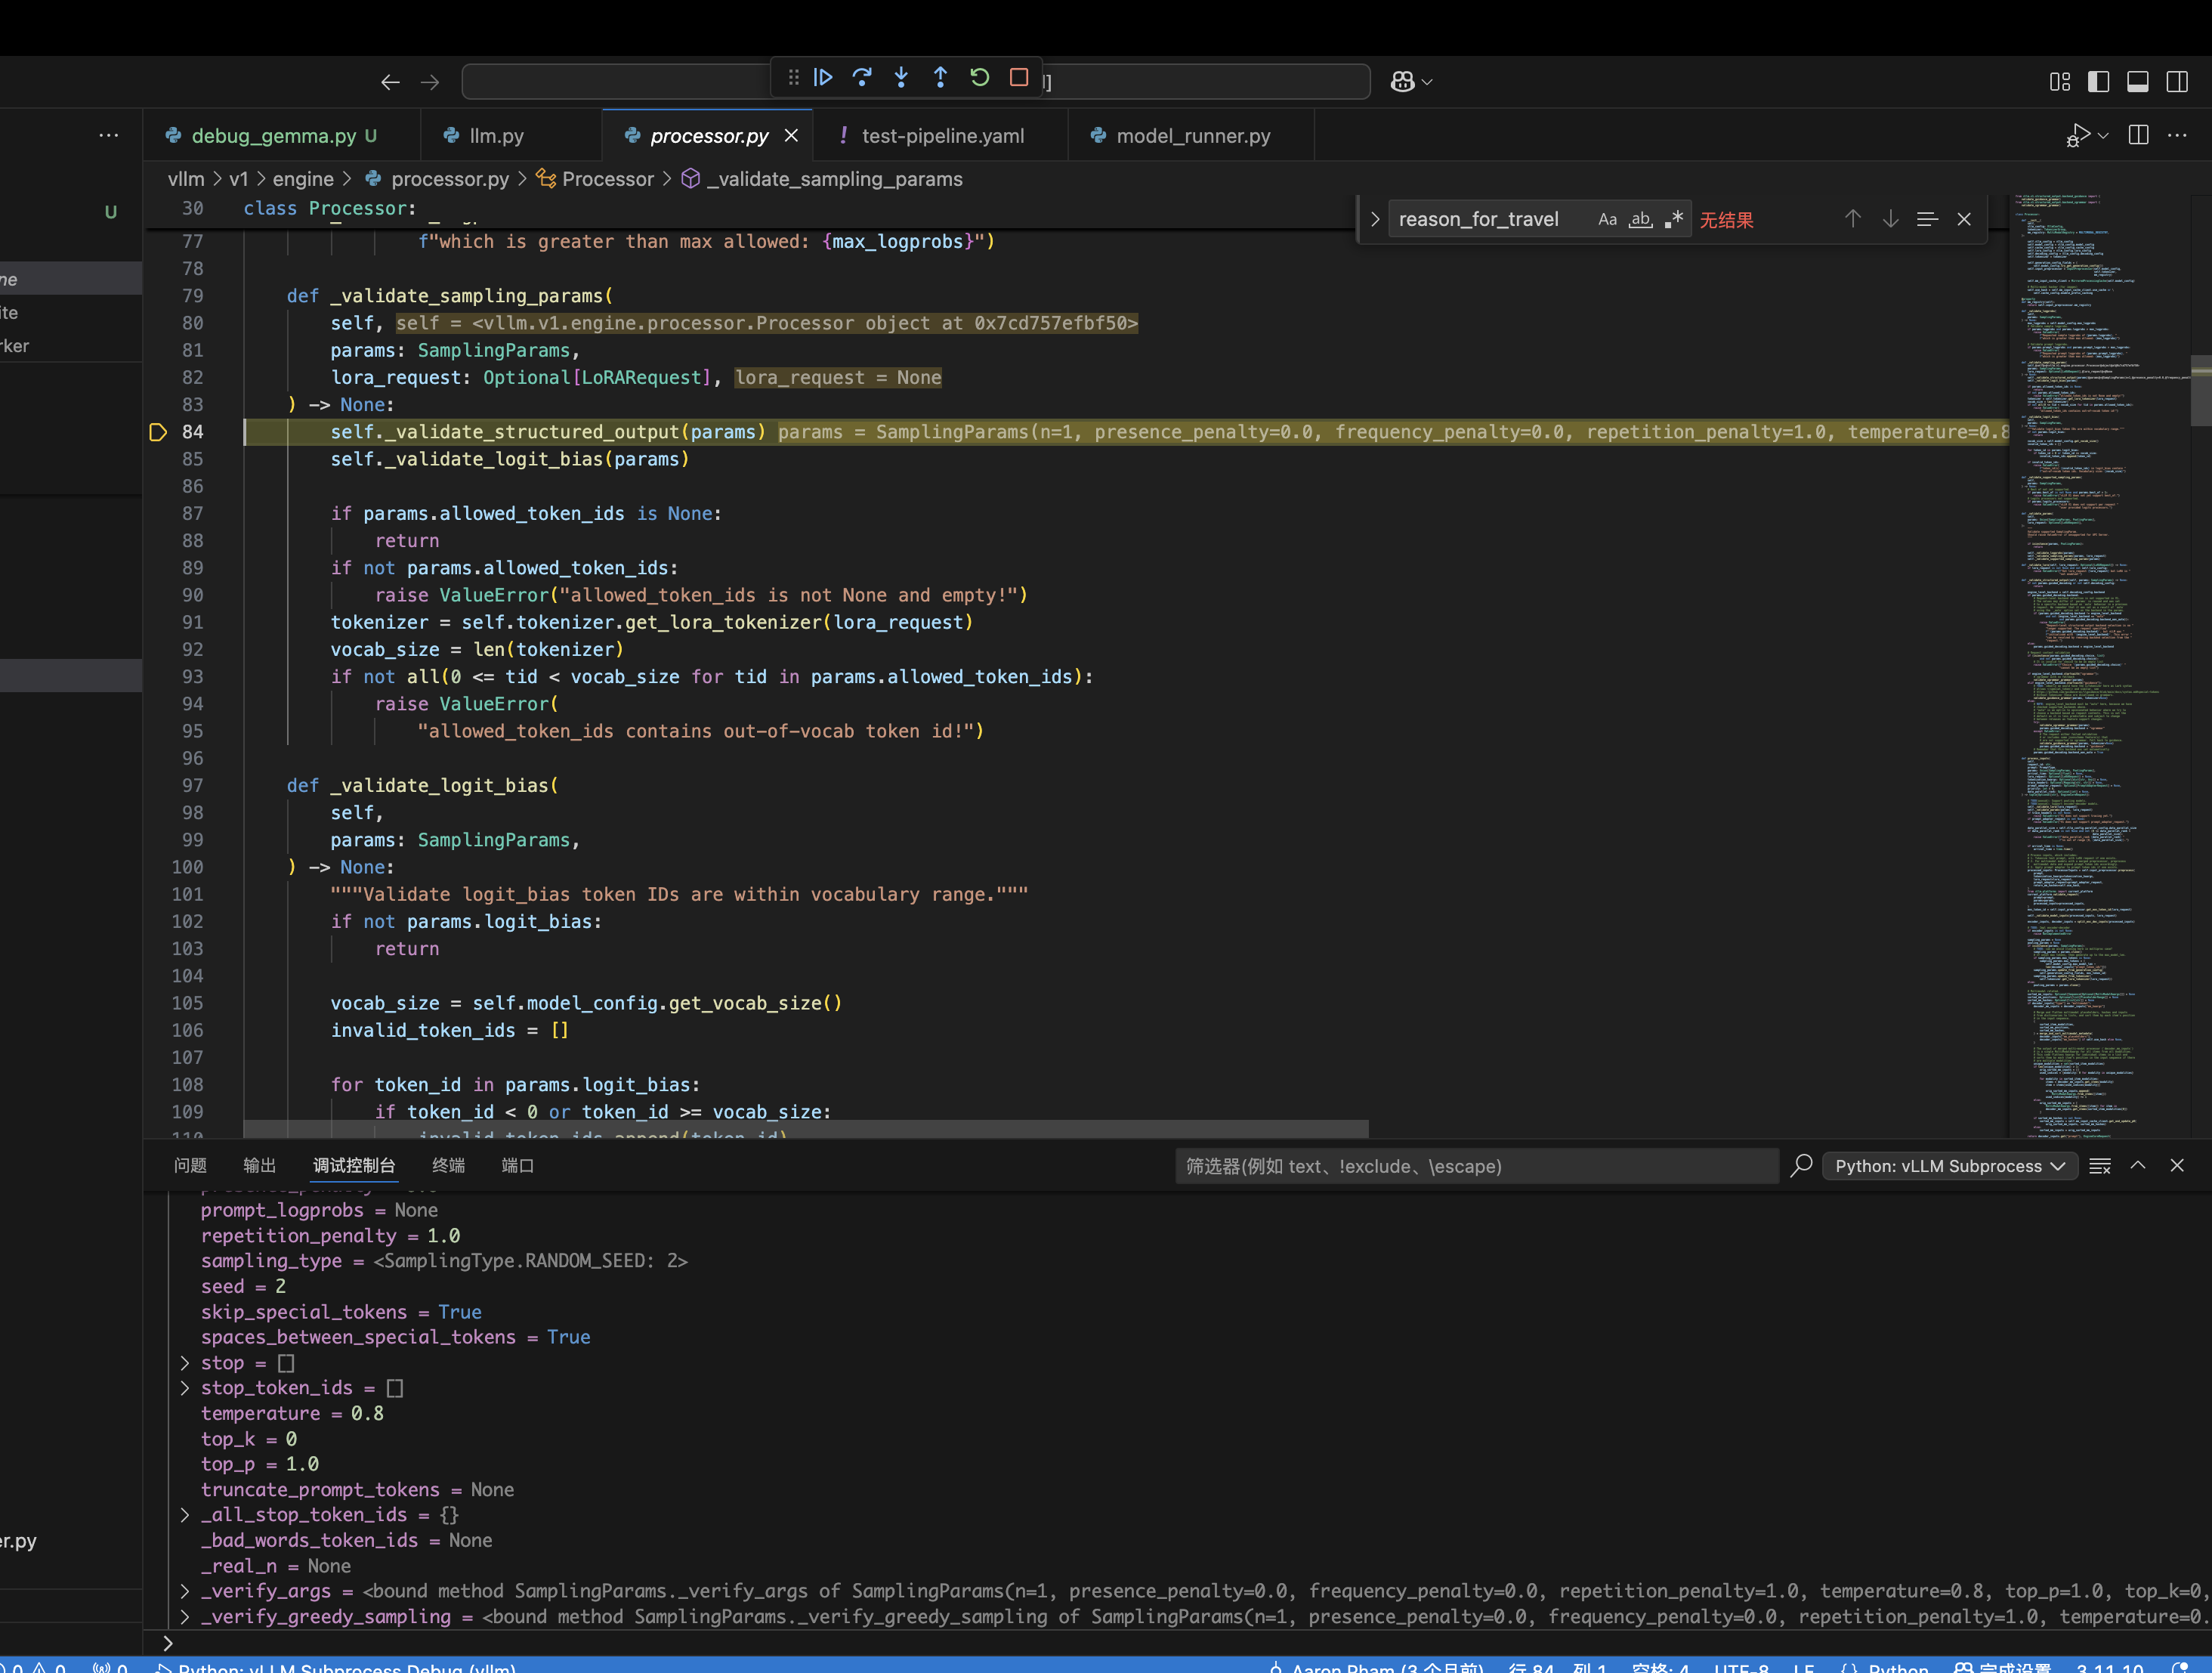 ]
debug_gemma.py U
llm.py
processor.py
test-pipeline.yaml
model_runner.py
vllm > v1 > engine > processor.py > Processor > _validate_sampling_params
U
30 class Processor:
reason_for_travel Aa ab 无结果
77 f"which is greater than max allowed: {max_logprobs}")
78
79 def _validate_sampling_params(
80 self, self = <vllm.v1.engine.processor.Processor object at 0x7cd757efbf50>
81 params: SamplingParams,
82 lora_request: Optional[LoRARequest], lora_request = None
83 ) -> None:
84 self._validate_structured_output(params) params = SamplingParams(n=1, presence_penalty=0.0, frequency_penalty=0.0, repetition_penalty=1.0, temperature=0.8
85 self._validate_logit_bias(params)
86
87 if params.allowed_token_ids is None:
88 return
89 if not params.allowed_token_ids:
90 raise ValueError("allowed_token_ids is not None and empty!")
91 tokenizer = self.tokenizer.get_lora_tokenizer(lora_request)
92 vocab_size = len(tokenizer)
93 if not all(0 <= tid < vocab_size for tid in params.allowed_token_ids):
94 raise ValueError(
95 "allowed_token_ids contains out-of-vocab token id!")
96
97 def _validate_logit_bias(
98 self,
99 params: SamplingParams,
100 ) -> None:
101 """Validate logit_bias token IDs are within vocabulary range."""
102 if not params.logit_bias:
103 return
104
105 vocab_size = self.model_config.get_vocab_size()
106 invalid_token_ids = []
107
108 for token_id in params.logit_bias:
109 if token_id < 0 or token_id >= vocab_size:
110 invalid_token_ids.append(token_id)
ne
ite
rker
er.py
问题 输出 调试控制台 终端 端口
筛选器(例如 text、!exclude、\escape)
Python: vLLM Subprocess
prompt_logprobs = None
repetition_penalty = 1.0
sampling_type = <SamplingType.RANDOM_SEED: 2>
seed = 2
skip_special_tokens = True
spaces_between_special_tokens = True
> stop = []
> stop_token_ids = []
temperature = 0.8
top_k = 0
top_p = 1.0
truncate_prompt_tokens = None
> _all_stop_token_ids = {}
_bad_words_token_ids = None
_real_n = None
> _verify_args = <bound method SamplingParams._verify_args of SamplingParams(n=1, presence_penalty=0.0, frequency_penalty=0.0, repetition_penalty=1.0, temperature=0.8, top_p=1.0, top_k=0,
> _verify_greedy_sampling = <bound method SamplingParams._verify_greedy_sampling of SamplingParams(n=1, presence_penalty=0.0, frequency_penalty=0.0, repetition_penalty=1.0, temperature=0.
>
0 0 0 Python: vLLM Subprocess Debug (vllm) Aaron Pham (3 个月前) 行 84, 列 1 空格: 4 UTF-8 LF {} Python 完成设置 3.11.10